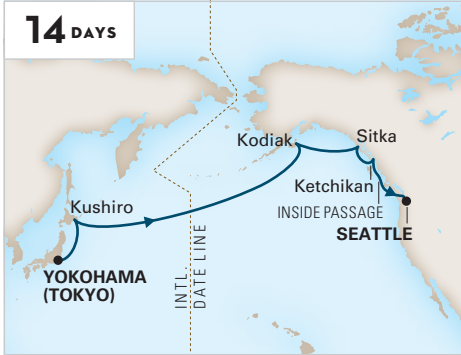 14 DAYS
Kodiak
Sitka
Ketchikan
INSIDE PASSAGE
SEATTLE
Kushiro
YOKOHAMA
(TOKYO)
INTL.
DATE LINE